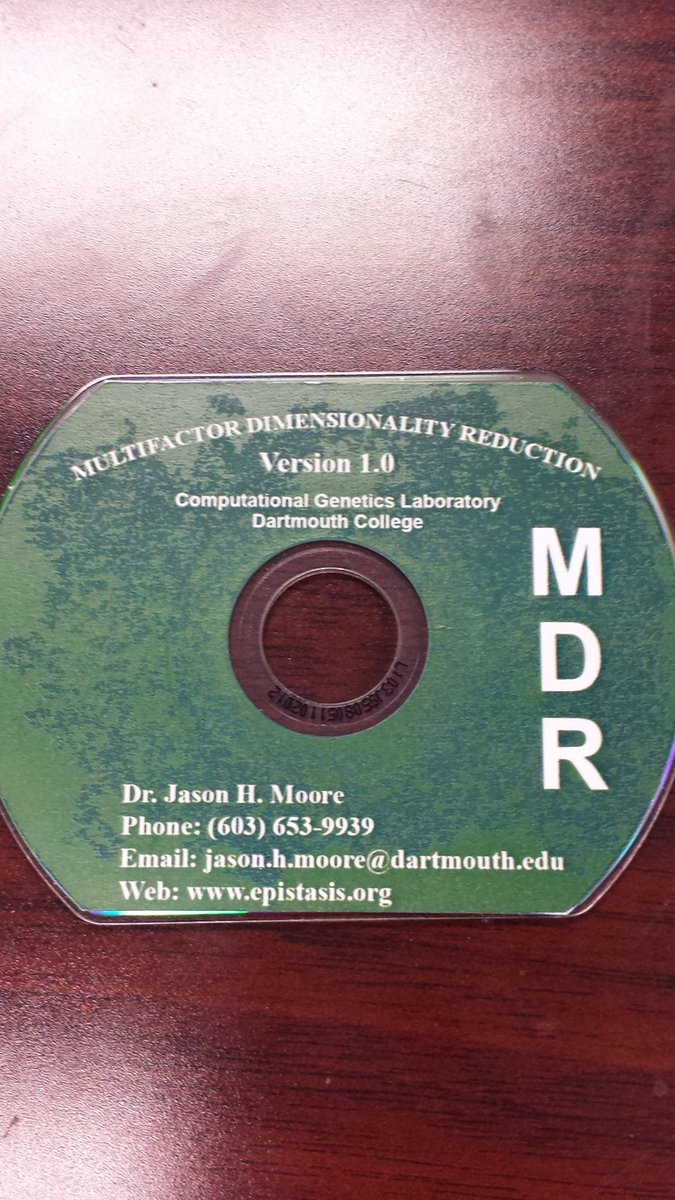 MULTIFACTOR DIMENSIONALITY REDUCTION
Version 1.0
Computational Genetics Laboratory
Dartmouth College
M
D
R
Dr. Jason H. Moore
Phone: (603) 653-9939
Email: jason.h.moore@dartmouth.edu
Web: www.epistasis.org